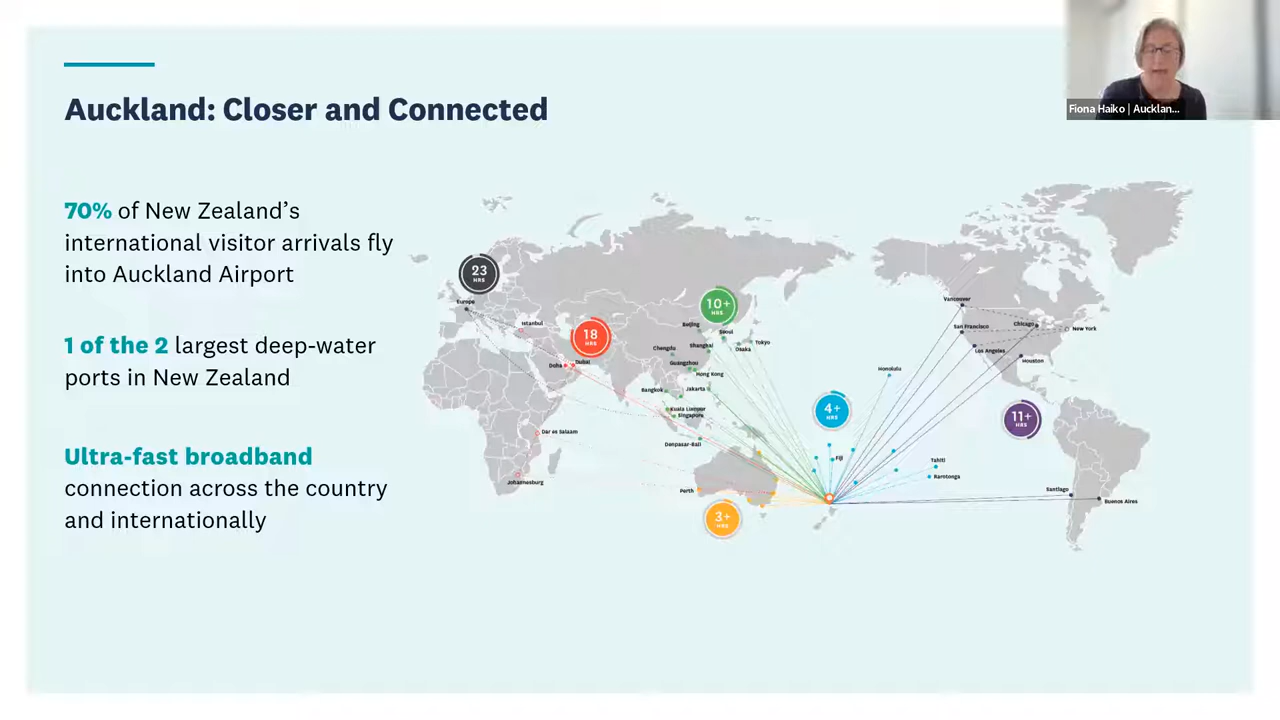 Auckland: Closer and Connected
Fiona Haiko | Aucklan...
70% of New Zealand's
international visitor arrivals fly
into Auckland Airport
1 of the 2 largest deep-water
ports in New Zealand
Ultra-fast broadband
connection across the country
and internationally
23
HRS
Europe
Istanbul
18
HRS
Doha
Dubai
Dar es Salaam
Johannesburg
10+
HRS
Beijing
Seoul
Tokyo
Osaka
Shanghai
Chengdu
Guangzhou
Hong Kong
Bangkok
Jakarta
Kuala Lumpur
Singapore
Denpasar-Bali
Perth
3+
HRS
4+
HRS
Honolulu
Fiji
Tahiti
Rarotonga
Vancouver
San Francisco
Chicago
New York
Los Angeles
Houston
11+
HRS
Santiago
Buenos Aires